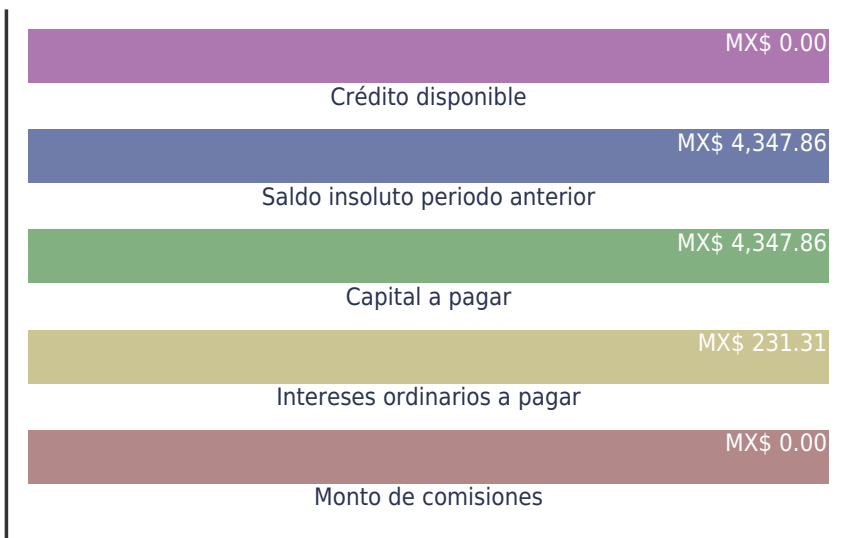 MX$ 0.00
Crédito disponible
MX$ 4,347.86
Saldo insoluto periodo anterior
MX$ 4,347.86
Capital a pagar
MX$ 231.31
Intereses ordinarios a pagar
MX$ 0.00
Monto de comisiones